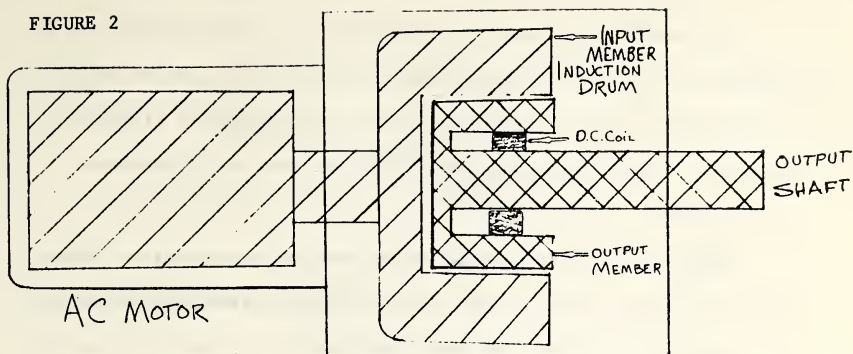 FIGURE 2
INPUT
MEMBER
INDUCTION
DRUM
D.C. COIL
OUTPUT
SHAFT
OUTPUT
MEMBER
AC MOTOR